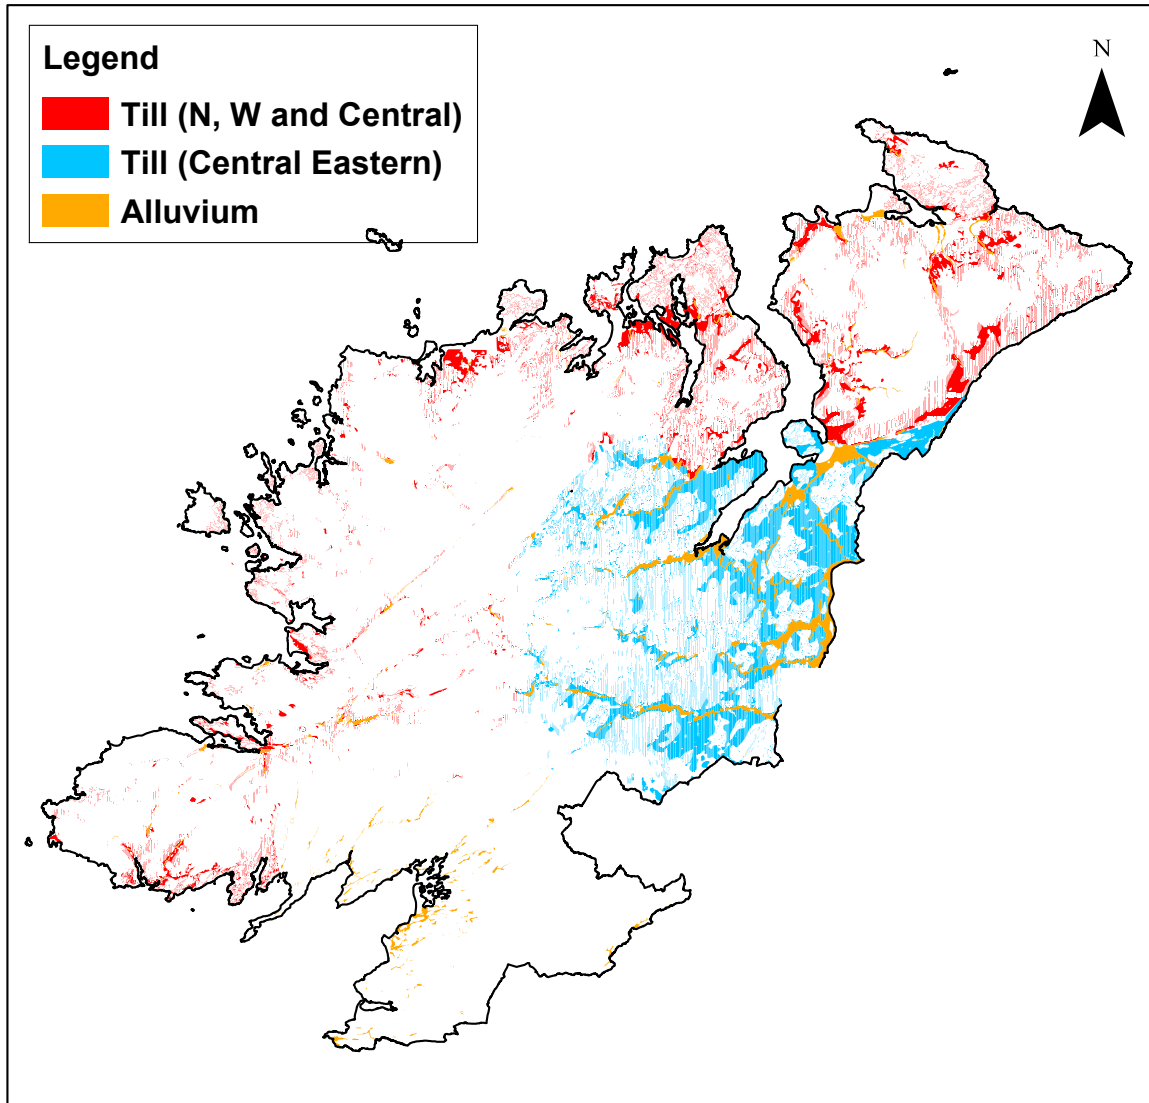 Legend
Till (N, W and Central)
Till (Central Eastern)
Alluvium
N